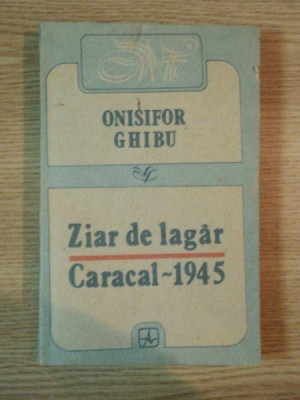 ONISIFOR
GHIBU
Ziar de lagăr
Caracal-1945